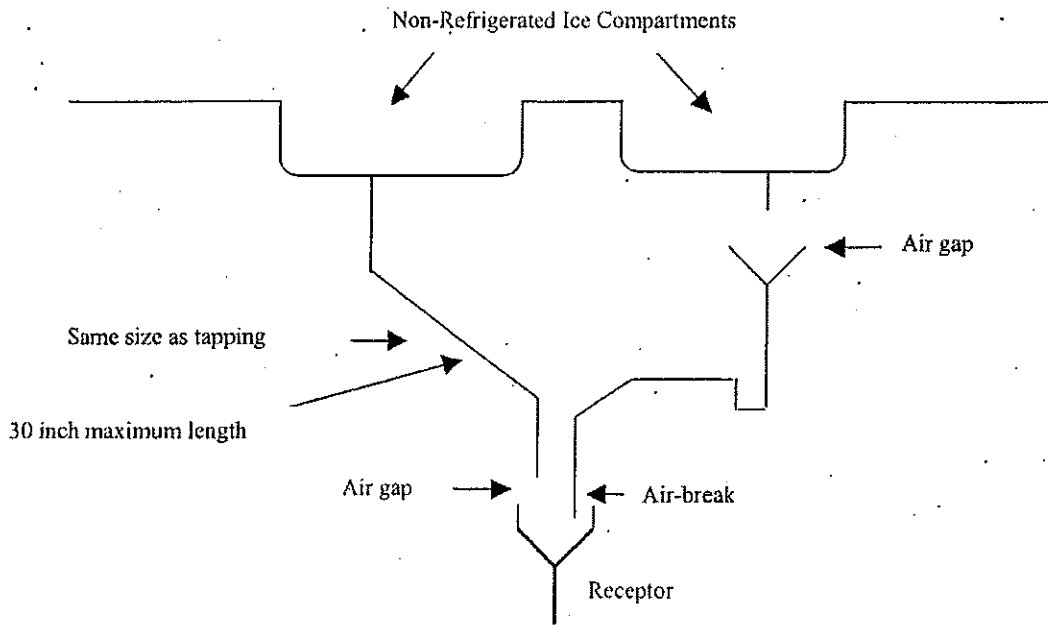 Non-Refrigerated Ice Compartments
Air gap
Same size as tapping
30 inch maximum length
Air gap
Air-break
Receptor